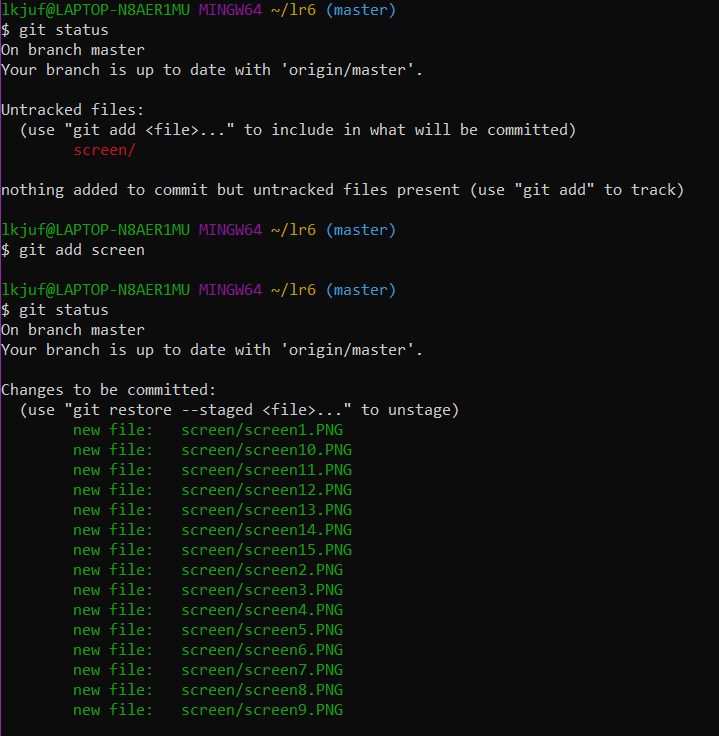 lkjuf@LAPTOP-N8AER1MU MINGW64 ~/lr6 (master)
$ git status
On branch master
Your branch is up to date with 'origin/master'.

Untracked files:
  (use "git add <file>..." to include in what will be committed)
        screen/

nothing added to commit but untracked files present (use "git add" to track)

lkjuf@LAPTOP-N8AER1MU MINGW64 ~/lr6 (master)
$ git add screen

lkjuf@LAPTOP-N8AER1MU MINGW64 ~/lr6 (master)
$ git status
On branch master
Your branch is up to date with 'origin/master'.

Changes to be committed:
  (use "git restore --staged <file>..." to unstage)
        new file:   screen/screen1.PNG
        new file:   screen/screen10.PNG
        new file:   screen/screen11.PNG
        new file:   screen/screen12.PNG
        new file:   screen/screen13.PNG
        new file:   screen/screen14.PNG
        new file:   screen/screen15.PNG
        new file:   screen/screen2.PNG
        new file:   screen/screen3.PNG
        new file:   screen/screen4.PNG
        new file:   screen/screen5.PNG
        new file:   screen/screen6.PNG
        new file:   screen/screen7.PNG
        new file:   screen/screen8.PNG
        new file:   screen/screen9.PNG